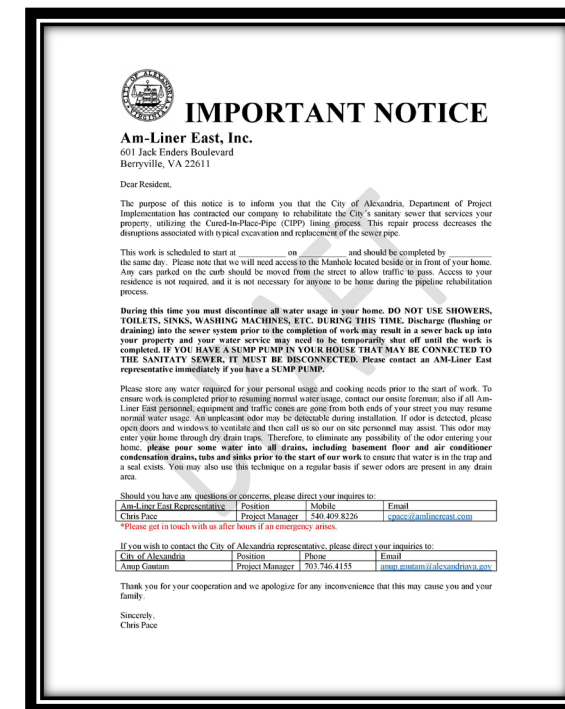 CITY OF ALEXANDRIA
VIRGINIA
IMPORTANT NOTICE
Am-Liner East, Inc.
601 Jack Enders Boulevard
Berryville, VA 22611
Dear Resident,
The purpose of this notice is to inform you that the City of Alexandria, Department of Project
Implementation has contracted our company to rehabilitate the City's sanitary sewer that services your
property, utilizing the Cured-In-Place-Pipe (CIPP) lining process. This repair process decreases the
disruptions associated with typical excavation and replacement of the sewer pipe.
This work is scheduled to start at __________ on __________ and should be completed by __________
the same day. Please note that we will need access to the Manhole located beside or in front of your home.
Any cars parked on the curb should be moved from the street to allow traffic to pass. Access to your
residence is not required, and it is not necessary for anyone to be home during the pipeline rehabilitation
process.
During this time you must discontinue all water usage in your home. DO NOT USE SHOWERS,
TOILETS, SINKS, WASHING MACHINES, ETC. DURING THIS TIME. Discharge (flushing or
draining) into the sewer system prior to the completion of work may result in a sewer back up into
your property and your water service may need to be temporarily shut off until the work is
completed. IF YOU HAVE A SUMP PUMP IN YOUR HOUSE THAT MAY BE CONNECTED TO
THE SANITATY SEWER, IT MUST BE DISCONNECTED. Please contact an AM-Liner East
representative immediately if you have a SUMP PUMP.
Please store any water required for your personal usage and cooking needs prior to the start of work. To
ensure work is completed prior to resuming normal water usage, contact our onsite foreman; also if all Am-
Liner East personnel, equipment and traffic cones are gone from both ends of your street you may resume
normal water usage. An unpleasant odor may be detectable during installation. If odor is detected, please
open doors and windows to ventilate and then call us so our on site personnel may assist. This odor may
enter your home through dry drain traps. Therefore, to eliminate any possibility of the odor entering your
home, please pour some water into all drains, including basement floor and air conditioner
condensation drains, tubs and sinks prior to the start of our work to ensure that water is in the trap and
a seal exists. You may also use this technique on a regular basis if sewer odors are present in any drain
area.
Should you have any questions or concerns, please direct your inquires to:
Am-Liner East Representative Position Mobile Email
Chris Pace Project Manager 540.409.8226 cpace@amlinereast.com
*Please get in touch with us after hours if an emergency arises.
If you wish to contact the City of Alexandria representative, please direct your inquiries to:
City of Alexandria Position Phone Email
Anup Gautam Project Manager 703.746.4155 anup.gautam@alexandriava.gov
Thank you for your cooperation and we apologize for any inconvenience that this may cause you and your
family.
Sincerely,
Chris Pace
DRAFT